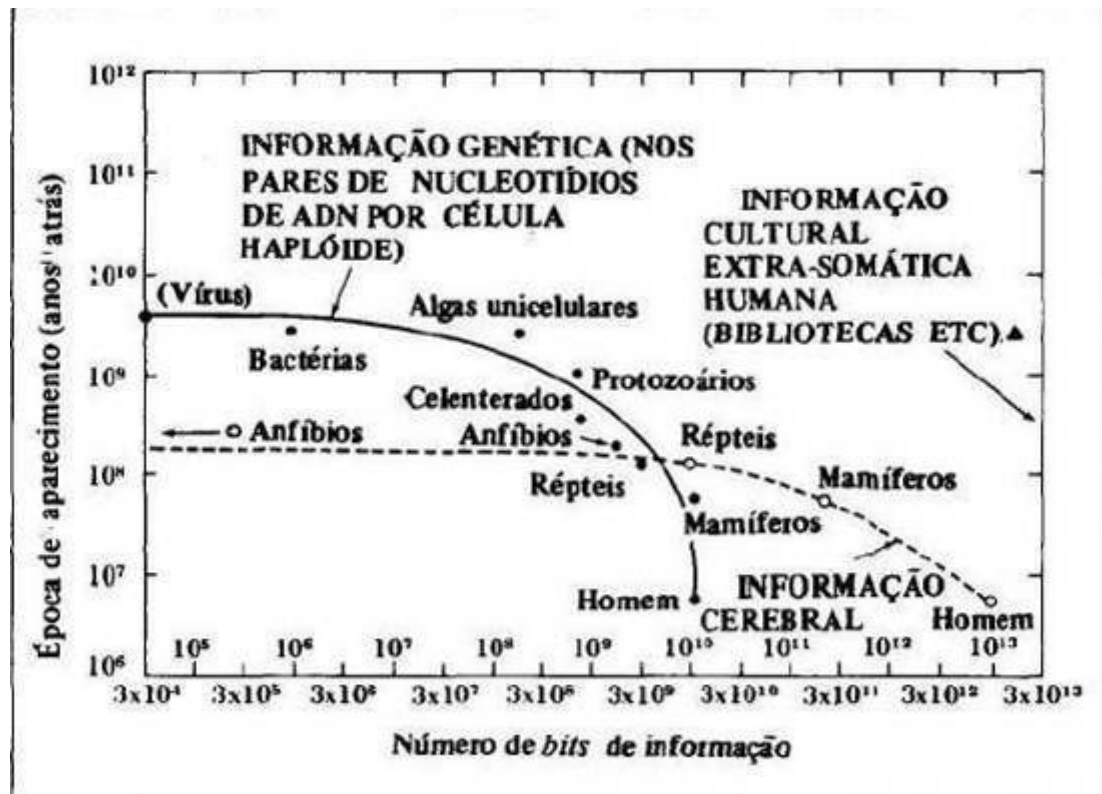 10¹²
10¹¹
10¹⁰
10⁹
10⁸
10⁷
10⁶
Época de aparecimento (anos atrás)
INFORMAÇÃO GENÉTICA (NOS
PARES DE NUCLEOTÍDIOS
DE ADN POR CÉLULA
HAPLÓIDE)
INFORMAÇÃO
CULTURAL
EXTRA-SOMÁTICA
HUMANA
(BIBLIOTECAS ETC).▲
(Vírus)
Algas unicelulares
Bactérias
Protozoários
Celenterados
Anfíbios
Anfíbios
Répteis
Répteis
Mamíferos
Mamíferos
Homem
INFORMAÇÃO
CEREBRAL
Homem
10⁵ 10⁶ 10⁷ 10⁸ 10⁹ 10¹⁰ 10¹¹ 10¹² 10¹³
3x10⁴ 3x10⁵ 3x10⁶ 3x10⁷ 3x10⁸ 3x10⁹ 3x10¹⁰ 3x10¹¹ 3x10¹² 3x10¹³
Número de bits de informação